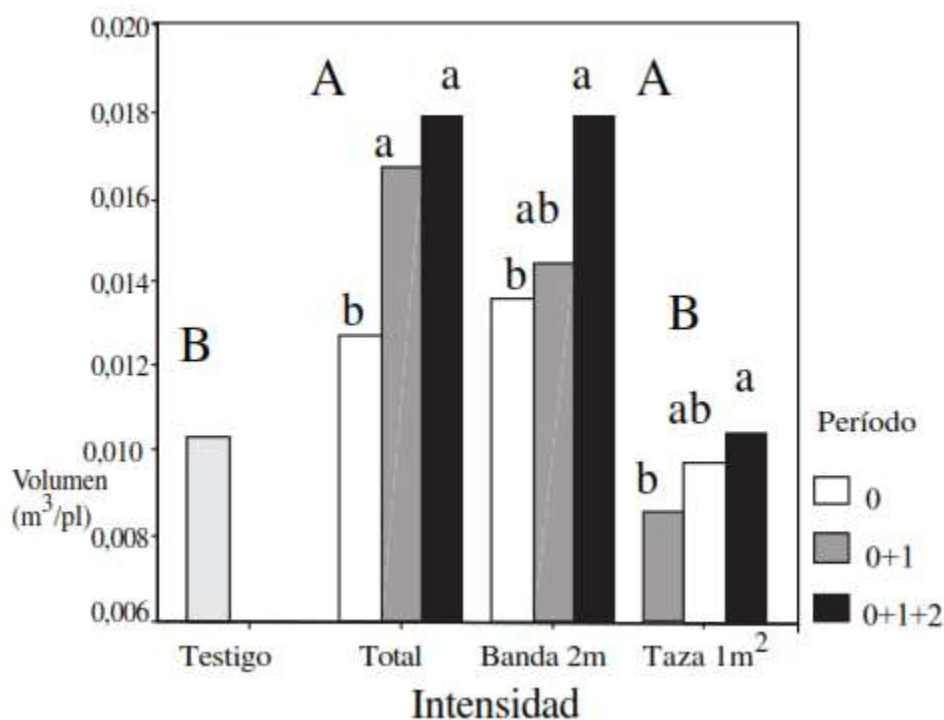 0,020
0,018
0,016
0,014
0,012
0,010
0,008
0,006
Volumen
(m³/pl)
B
A
b
a
a
b
ab
a
A
B
b
ab
a
Testigo
Total
Banda 2m
Taza 1m²
Intensidad
Período
0
0+1
0+1+2